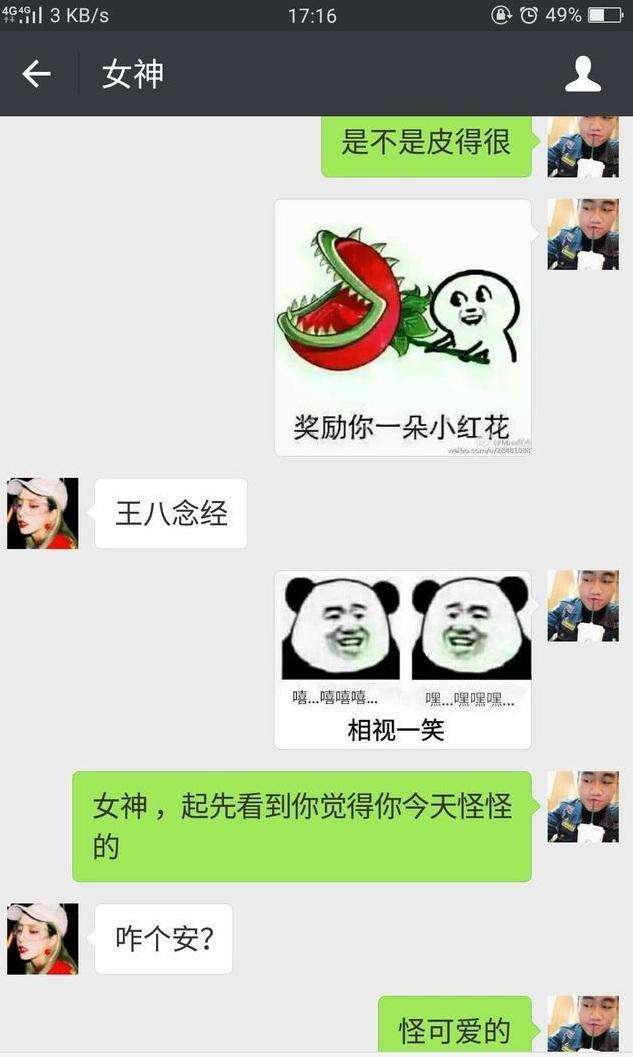 4G 4G 3 KB/s 17:16 49%
女神
是不是皮得很
奖励你一朵小红花
王八念经
嘻...嘻嘻嘻... 嘿...嘿嘿嘿...
相视一笑
女神，起先看到你觉得你今天怪怪
的
咋个安？
怪可爱的